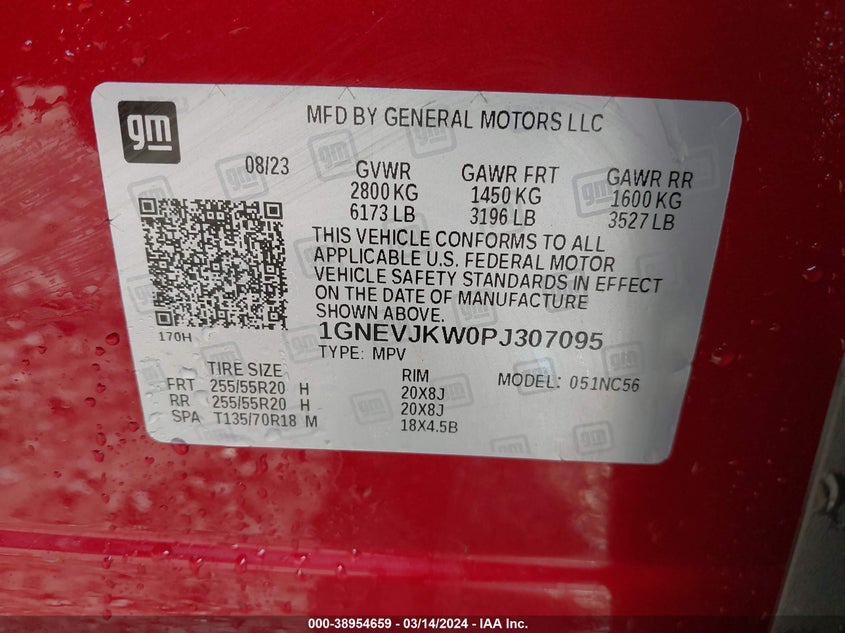 gm
MFD BY GENERAL MOTORS LLC
08/23
GVWR GAWR FRT GAWR RR
2800 KG 1450 KG 1600 KG
6173 LB 3196 LB 3527 LB
THIS VEHICLE CONFORMS TO ALL
APPLICABLE U.S. FEDERAL MOTOR
VEHICLE SAFETY STANDARDS IN EFFECT
ON THE DATE OF MANUFACTURE
SHOWN ABOVE.
170H
1GNEVJKW0PJ307095
TYPE: MPV
TIRE SIZE RIM MODEL: 051NC56
FRT 255/55R20 H 20X8J
RR 255/55R20 H 20X8J
SPA T135/70R18 M 18X4.5B
000-38954659 - 03/14/2024 - IAA Inc.